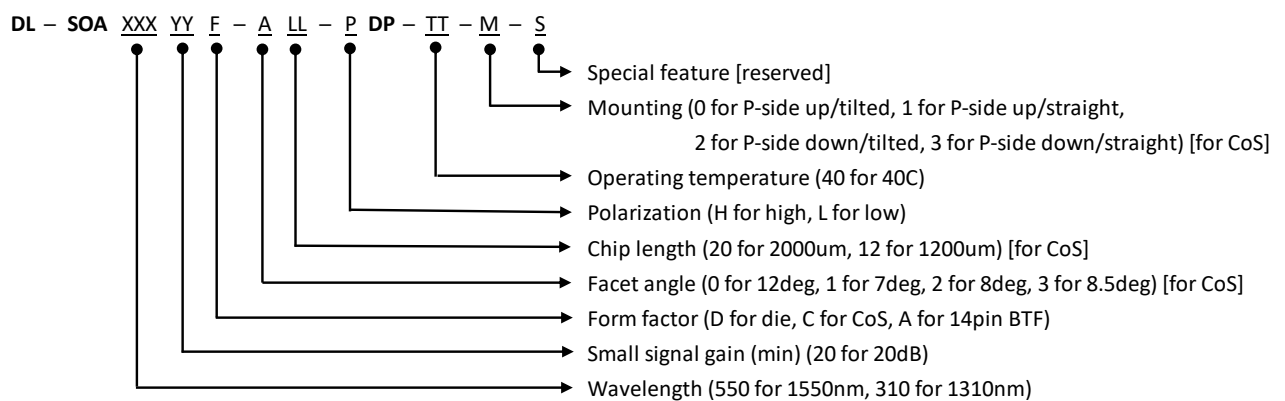 DL – SOA XXX YY F – A LL – P DP – TT – M – S
Special feature [reserved]
Mounting (0 for P-side up/tilted, 1 for P-side up/straight,
2 for P-side down/tilted, 3 for P-side down/straight) [for CoS]
Operating temperature (40 for 40C)
Polarization (H for high, L for low)
Chip length (20 for 2000um, 12 for 1200um) [for CoS]
Facet angle (0 for 12deg, 1 for 7deg, 2 for 8deg, 3 for 8.5deg) [for CoS]
Form factor (D for die, C for CoS, A for 14pin BTF)
Small signal gain (min) (20 for 20dB)
Wavelength (550 for 1550nm, 310 for 1310nm)